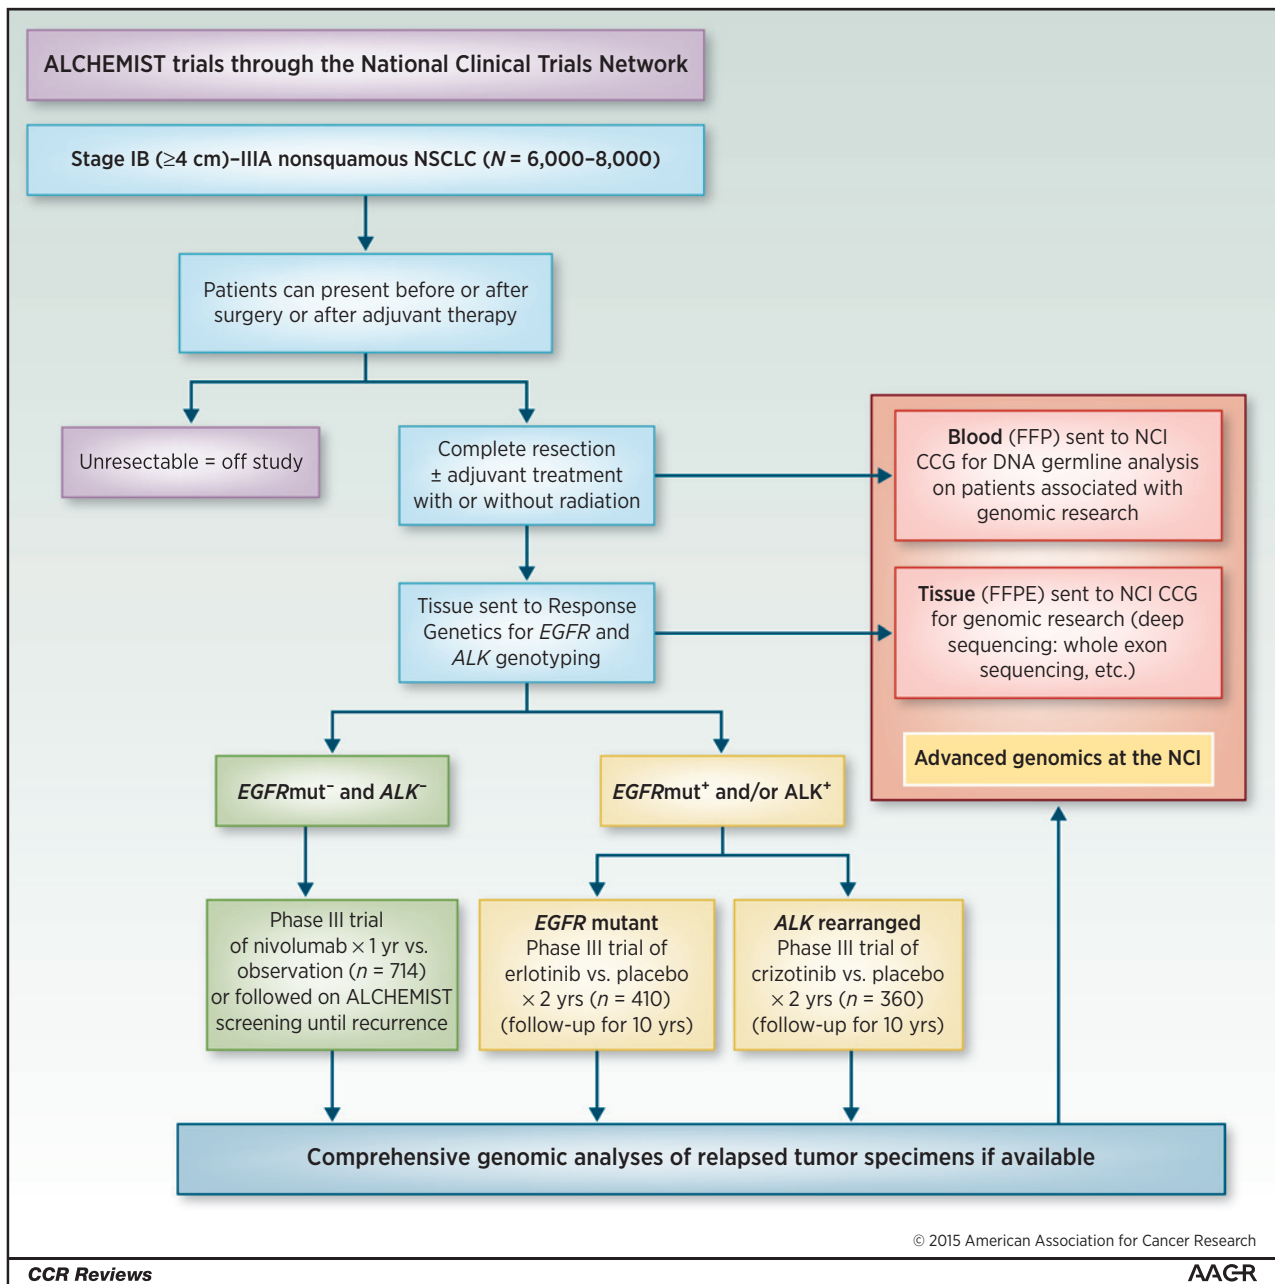 ALCHEMIST trials through the National Clinical Trials Network
Stage IB (≥4 cm)–IIIA nonsquamous NSCLC (N = 6,000–8,000)
Patients can present before or after
surgery or after adjuvant therapy
Unresectable = off study
Complete resection
± adjuvant treatment
with or without radiation
Blood (FFP) sent to NCI
CCG for DNA germline analysis
on patients associated with
genomic research
Tissue sent to Response
Genetics for EGFR and
ALK genotyping
Tissue (FFPE) sent to NCI CCG
for genomic research (deep
sequencing: whole exon
sequencing, etc.)
Advanced genomics at the NCI
EGFRmut⁻ and ALK⁻
EGFRmut⁺ and/or ALK⁺
Phase III trial
of nivolumab × 1 yr vs.
observation (n = 714)
or followed on ALCHEMIST
screening until recurrence
EGFR mutant
Phase III trial of
erlotinib vs. placebo
× 2 yrs (n = 410)
(follow-up for 10 yrs)
ALK rearranged
Phase III trial of
crizotinib vs. placebo
× 2 yrs (n = 360)
(follow-up for 10 yrs)
Comprehensive genomic analyses of relapsed tumor specimens if available
© 2015 American Association for Cancer Research
CCR Reviews
AACR